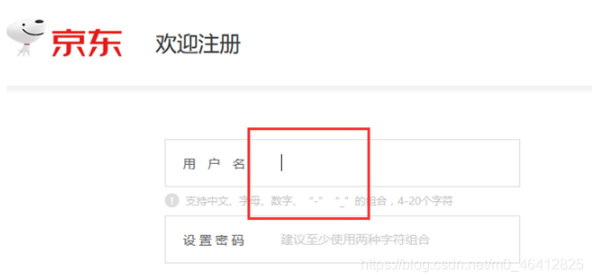 京东 欢迎注册
用 户 名
支持中文、字母、数字、“-”“_”的组合，4-20个字符
设置密码 建议至少使用两种字符组合
https://blog.csdn.net/m0_46412825